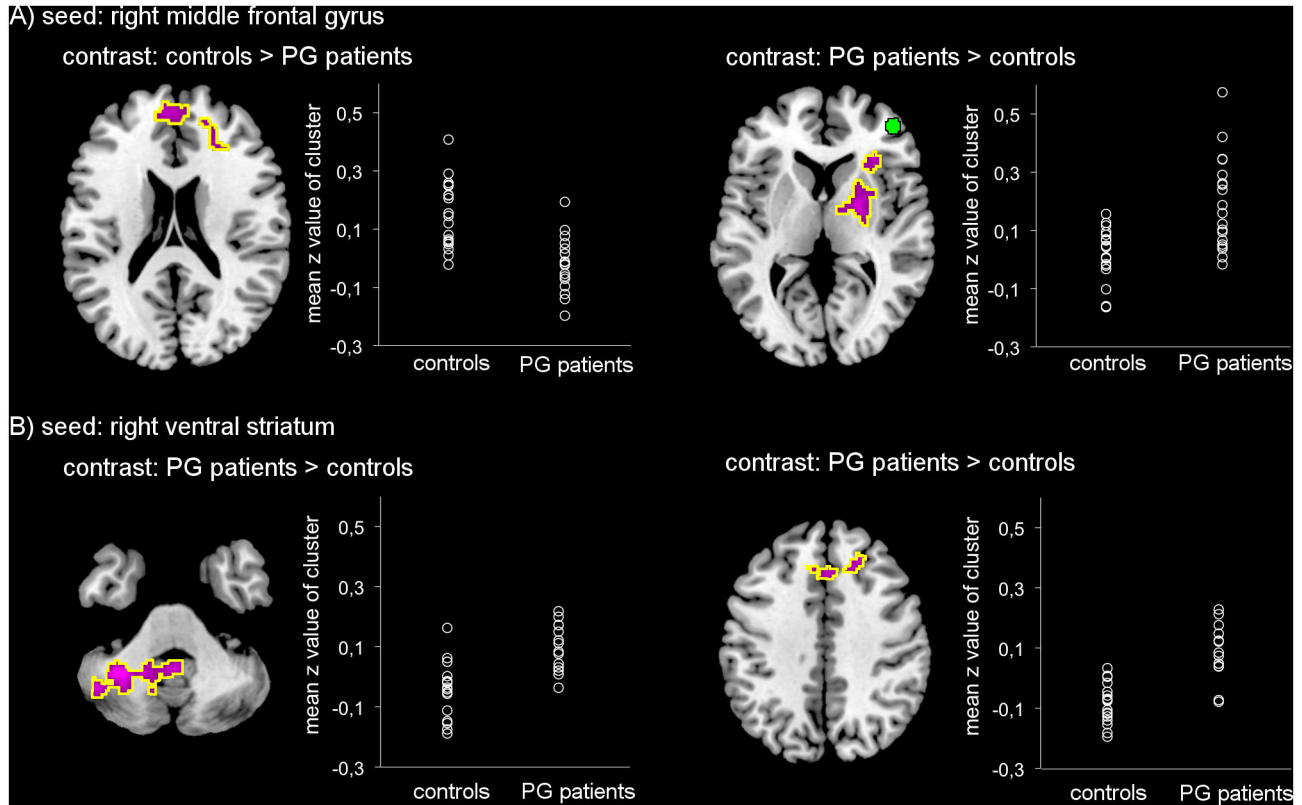 A) seed: right middle frontal gyrus
contrast: controls > PG patients
mean z value of cluster
0,5
0,3
0,1
-0,1
-0,3
controls
PG patients
contrast: PG patients > controls
mean z value of cluster
0,5
0,3
0,1
-0,1
-0,3
controls
PG patients
B) seed: right ventral striatum
contrast: PG patients > controls
mean z value of cluster
0,5
0,3
0,1
-0,1
-0,3
controls
PG patients
contrast: PG patients > controls
mean z value of cluster
0,5
0,3
0,1
-0,1
-0,3
controls
PG patients